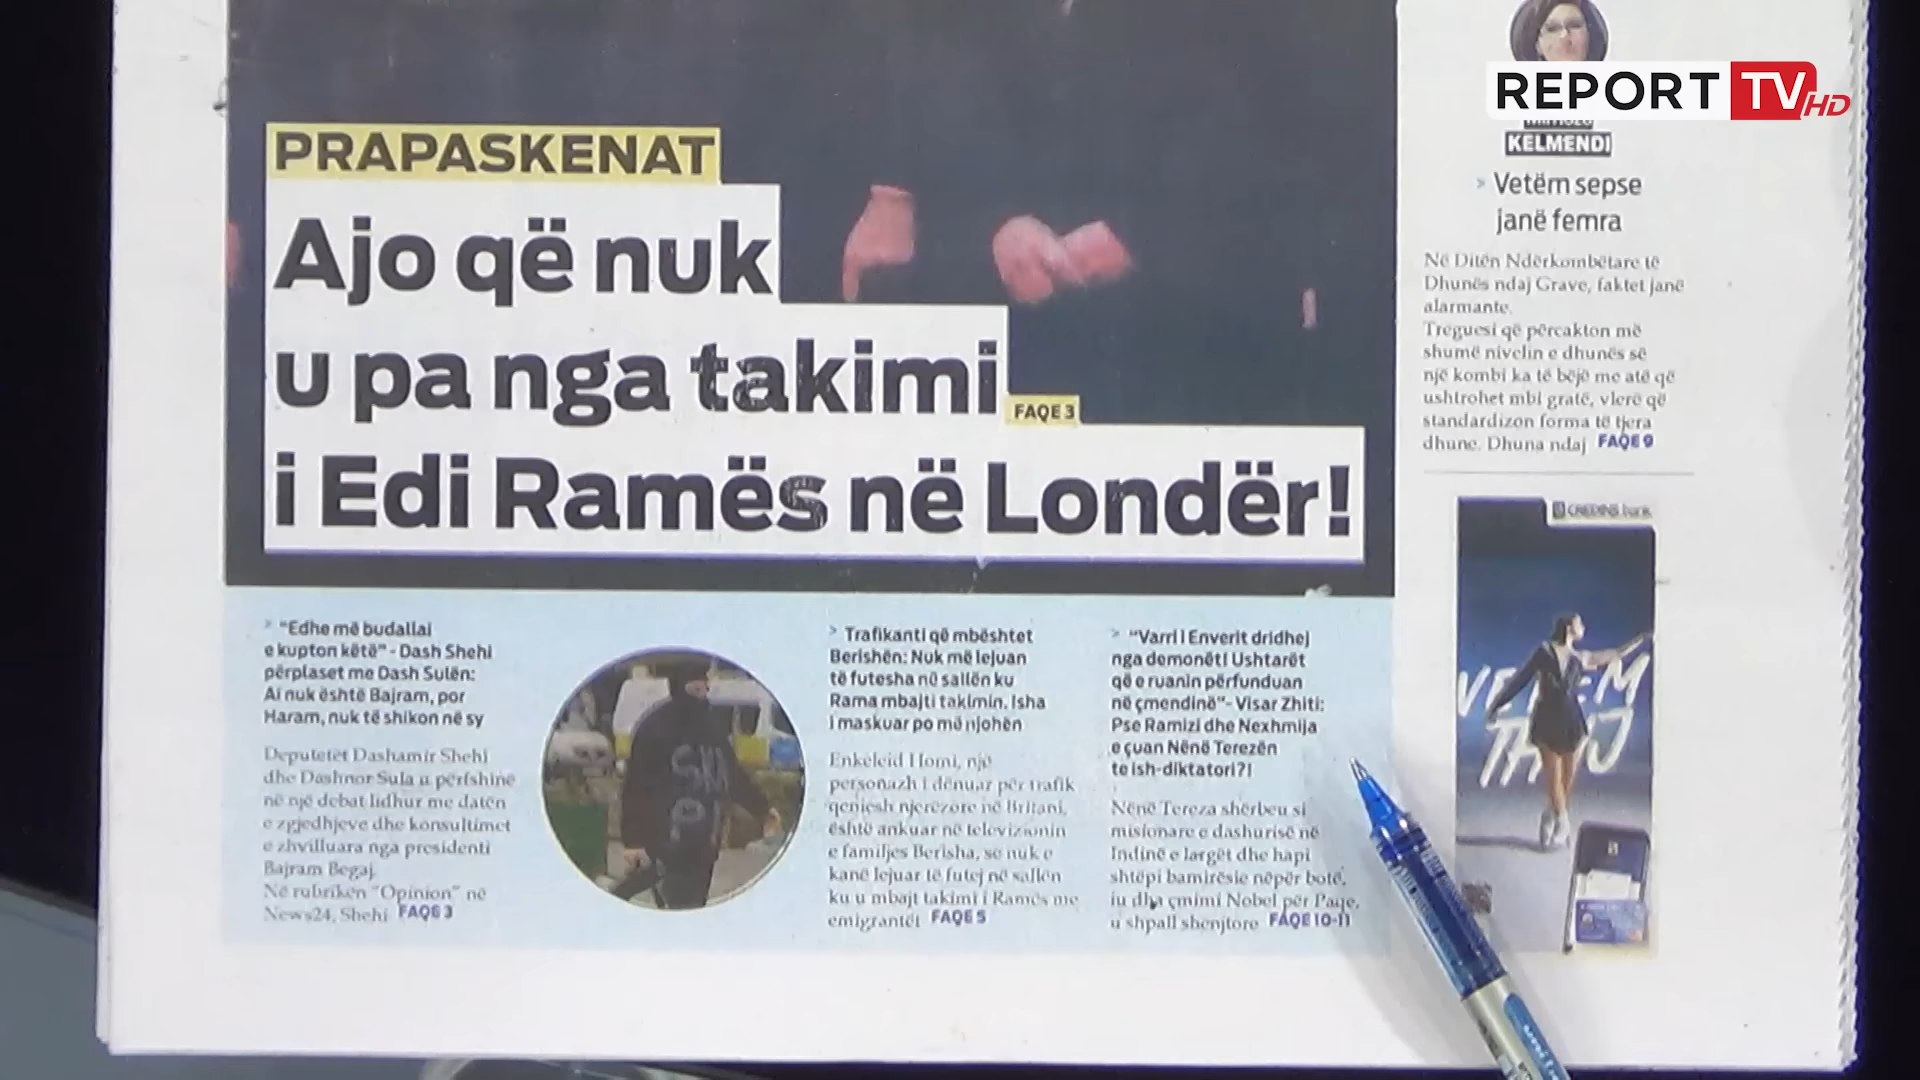 REPORT TV HD
PRAPASKENAT
Ajo që nuk
u pa nga takimi
FAQE 3
i Edi Ramës në Londër!
KELMENDI
> Vetëm sepse
janë femra
Në Ditën Ndërkombëtare të
Dhunës ndaj Grave, faktet janë
alarmante.
Treguesi që përcakton më
shumë nivelin e dhunës së
një kombi ka të bëjë me atë që
ushtrohet mbi gratë, vlerë që
standardizon forma të tjera
dhune. Dhuna ndaj FAQE 9
CREDINS bank
VETËM
> "Edhe më budallai
e kupton këtë" - Dash Shehi
përplaset me Dash Sulën:
Ai nuk është Bajram, por
Haram, nuk të shikon në sy
Deputetët Dashamir Shehi
dhe Dashnor Sula u përfshinë
në një debat lidhur me datën
e zgjedhjeve dhe konsultimet
e zhvilluara nga presidenti
Bajram Begaj.
Në rubrikën "Opinion" në
News24, Shehi FAQE 3
> Trafikanti që mbështet
Berishën: Nuk më lejuan
të futesha në sallën ku
Rama mbajti takimin. Isha
i maskuar po më njohën
Enkeleid Homi, një
personazh i dënuar për trafik
qeniesh njerëzore në Britani,
është ankuar në televizionin
e familjes Berisha, se nuk e
kanë lejuar të futej në sallën
ku u mbajt takimi i Ramës me
emigrantët FAQE 5
> "Varri i Enverit dridhej
nga demonët! Ushtarët
që e ruanin përfunduan
në çmendinë"- Visar Zhiti:
Pse Ramizi dhe Nexhmija
e çuan Nënë Terezën
te ish-diktatori?!
Nënë Tereza shërbeu si
misionare e dashurisë në
Indinë e largët dhe hapi
shtëpi bamirësie nëpër botë,
iu dha çmimi Nobel për Paqe,
u shpall shenjtore FAQE 10-11